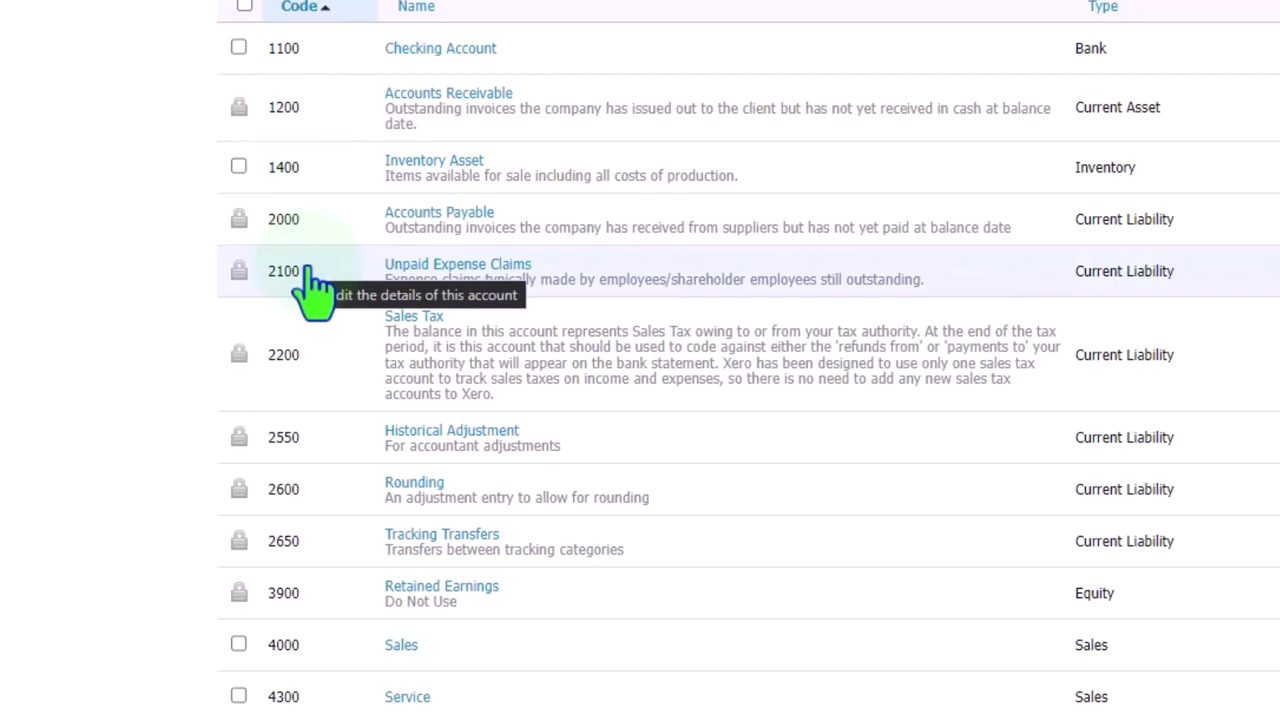 Code Name Type
1100 Checking Account Bank
Accounts Receivable
1200 Outstanding invoices the company has issued out to the client but has not yet received in cash at balance Current Asset
date.
Inventory Asset
1400 Items available for sale including all costs of production. Inventory
Accounts Payable
2000 Outstanding invoices the company has received from suppliers but has not yet paid at balance date Current Liability
Unpaid Expense Claims
2100 Expense claims typically made by employees/shareholder employees still outstanding. Current Liability
dit the details of this account
Sales Tax
The balance in this account represents Sales Tax owing to or from your tax authority. At the end of the tax
period, it is this account that should be used to code against either the 'refunds from' or 'payments to' your
2200 tax authority that will appear on the bank statement. Xero has been designed to use only one sales tax Current Liability
account to track sales taxes on income and expenses, so there is no need to add any new sales tax
accounts to Xero.
Historical Adjustment
2550 For accountant adjustments Current Liability
Rounding
2600 An adjustment entry to allow for rounding Current Liability
Tracking Transfers
2650 Transfers between tracking categories Current Liability
Retained Earnings
3900 Do Not Use Equity
4000 Sales Sales
4300 Service Sales